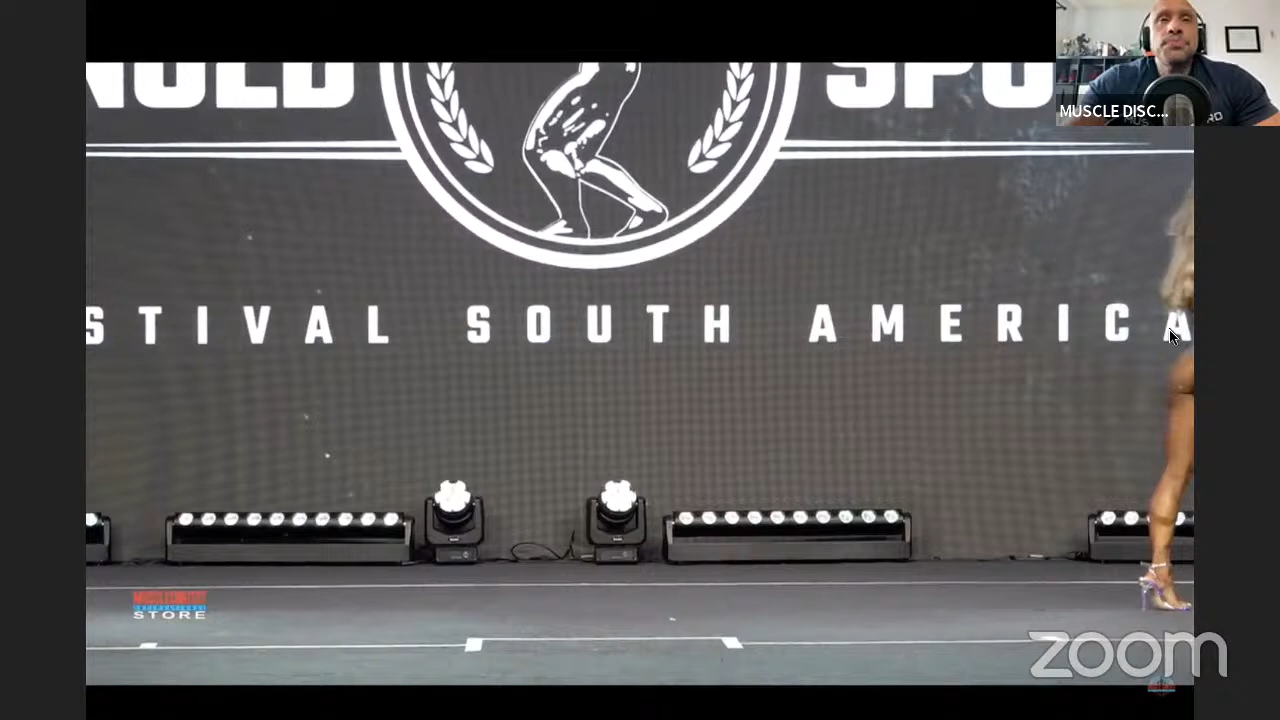 NOLD SPO
MUSCLE DISC...
STIVAL SOUTH AMERICA
STORE
zoom